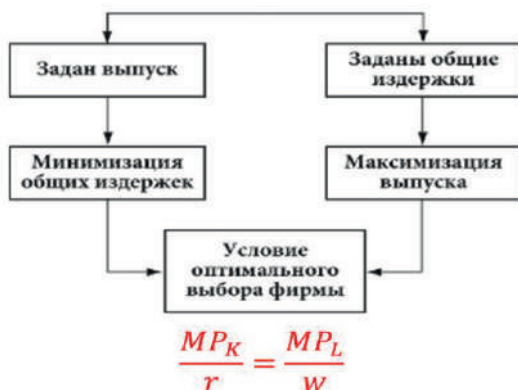 Задан выпуск
Заданы общие
издержки
Минимизация
общих издержек
Максимизация
выпуска
Условие
оптимального
выбора фирмы
MP_K / r = MP_L / w